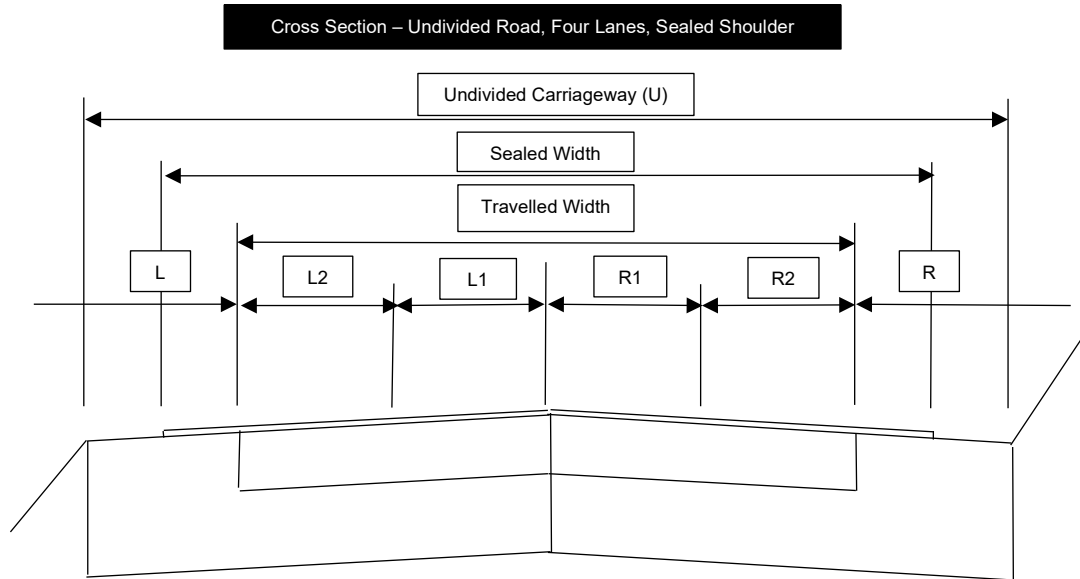 Cross Section – Undivided Road, Four Lanes, Sealed Shoulder
Undivided Carriageway (U)
Sealed Width
Travelled Width
L
L2
L1
R1
R2
R